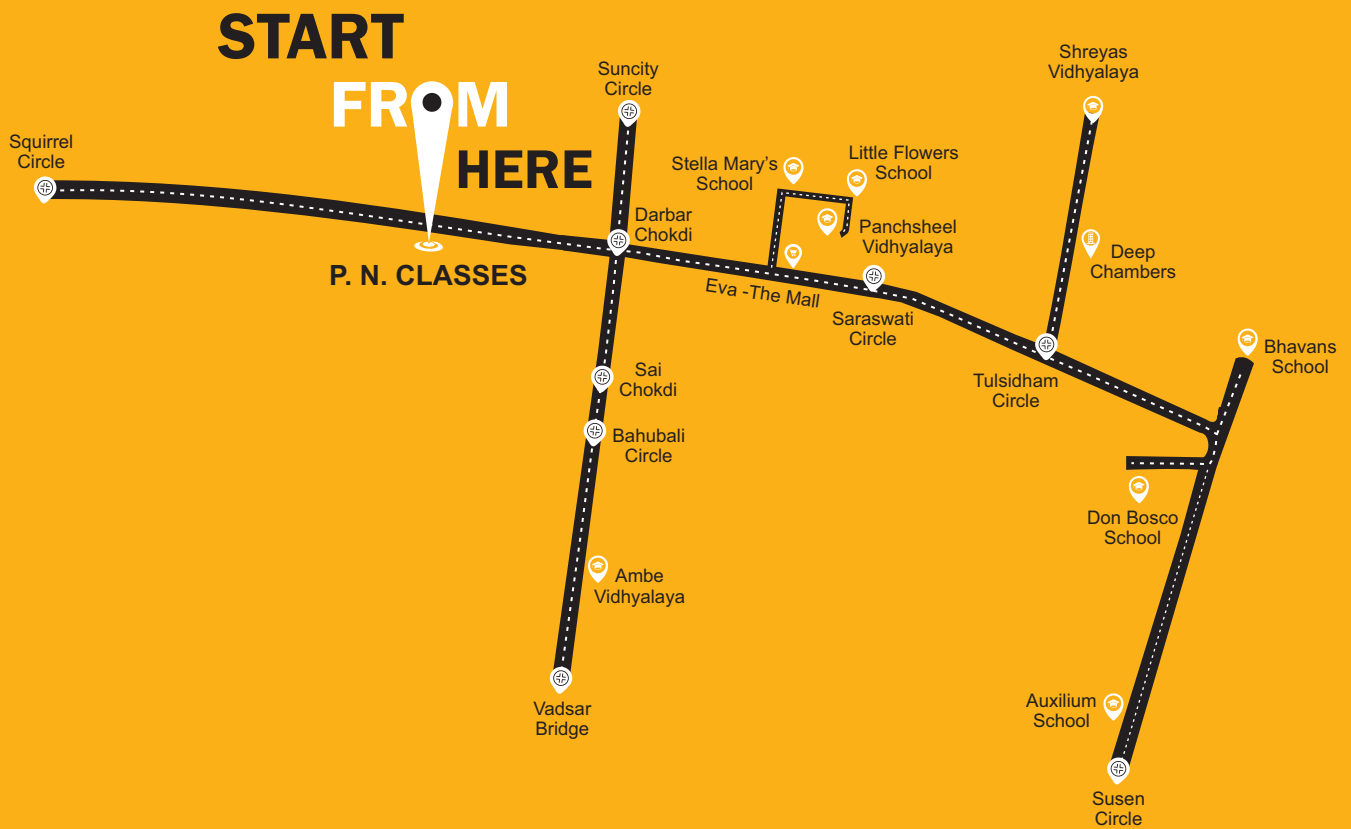 START
FROM
HERE
Squirrel
Circle
P. N. CLASSES
Suncity
Circle
Darbar
Chokdi
Stella Mary's
School
Little Flowers
School
Panchsheel
Vidhyalaya
Eva -The Mall
Saraswati
Circle
Shreyas
Vidhyalaya
Deep
Chambers
Tulsidham
Circle
Bhavans
School
Sai
Chokdi
Bahubali
Circle
Don Bosco
School
Ambe
Vidhyalaya
Vadsar
Bridge
Auxilium
School
Susen
Circle